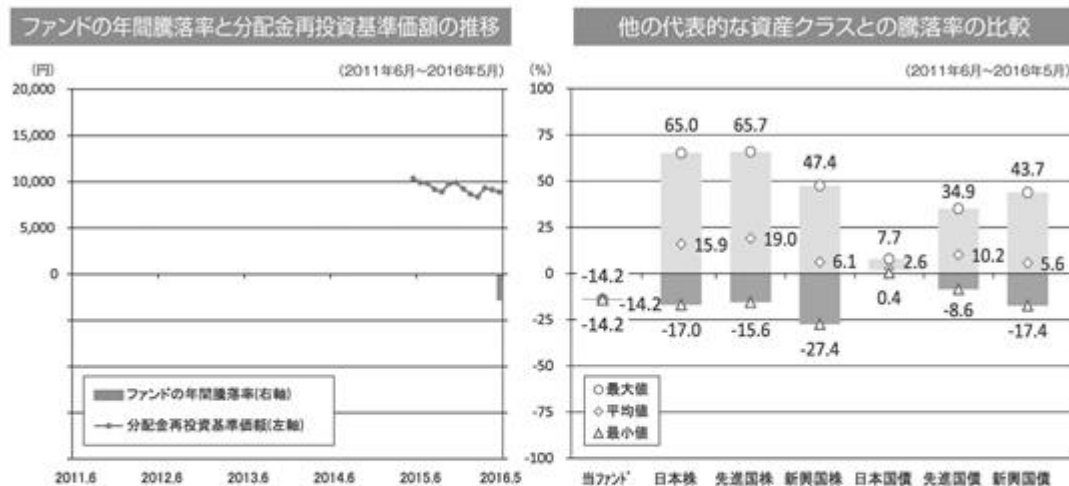 ファンドの年間騰落率と分配金再投資基準価額の推移
(円)
(2011年6月～2016年5月)
20,000
15,000
10,000
5,000
0
ファンドの年間騰落率(右軸)
分配金再投資基準価額(左軸)
2011.6 2012.6 2013.6 2014.6 2015.6 2016.5
他の代表的な資産クラスとの騰落率の比較
(%)
(2011年6月～2016年5月)
100
75
50
25
0
-25
-50
-75
-100
65.0 65.7 47.4 7.7 34.9 43.7
-14.2 15.9 19.0 6.1 2.6 10.2 5.6
-14.2
-14.2 -17.0 -15.6 -27.4 0.4 -8.6 -17.4
最大値
平均値
最小値
当ファンド 日本株 先進国株 新興国株 日本国債 先進国債 新興国債